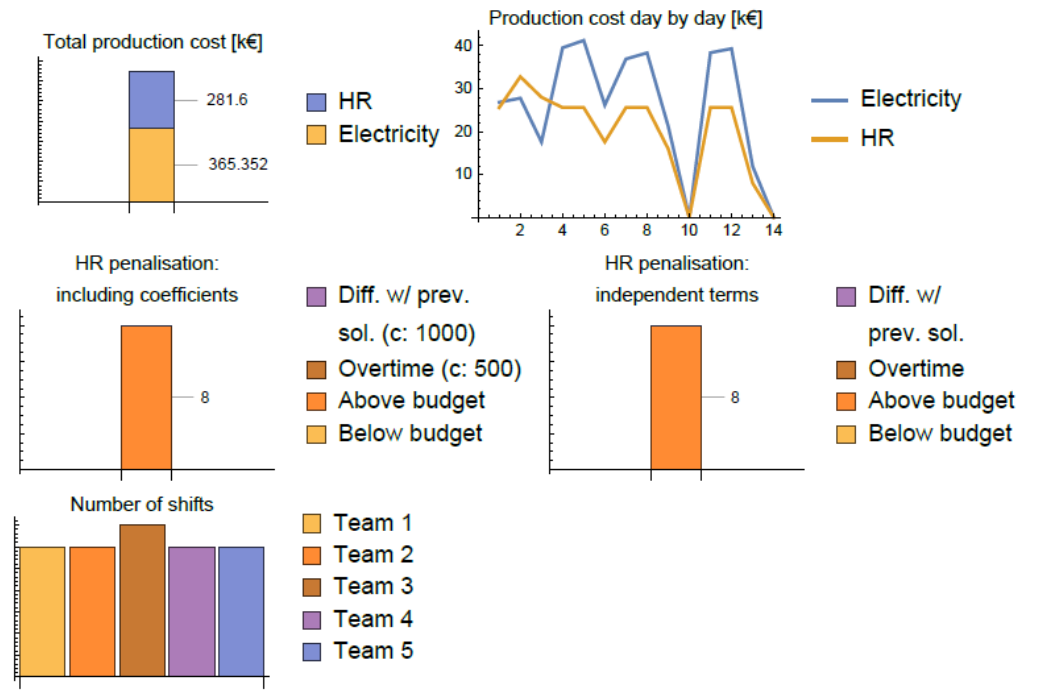 Total production cost [k€]
281.6
365.352
HR
Electricity
Production cost day by day [k€]
40
30
20
10
2 4 6 8 10 12 14
Electricity
HR
HR penalisation:
including coefficients
8
Diff. w/ prev.
sol. (c: 1000)
Overtime (c: 500)
Above budget
Below budget
HR penalisation:
independent terms
8
Diff. w/
prev. sol.
Overtime
Above budget
Below budget
Number of shifts
Team 1
Team 2
Team 3
Team 4
Team 5